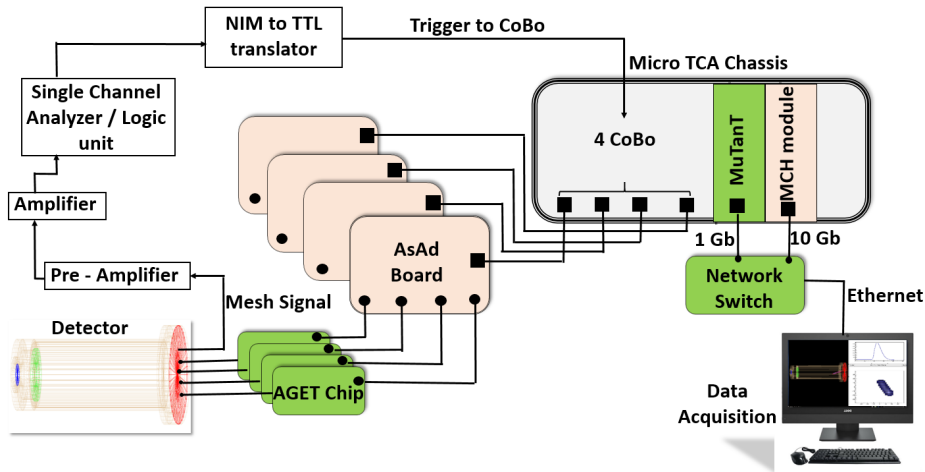 NIM to TTL
translator
Trigger to CoBo
Micro TCA Chassis
Single Channel
Analyzer / Logic
unit
4 CoBo
MuTanT
MCH module
Amplifier
AsAd
Board
1 Gb
10 Gb
Pre - Amplifier
Mesh Signal
Network
Switch
Ethernet
Detector
AGET Chip
Data
Acquisition